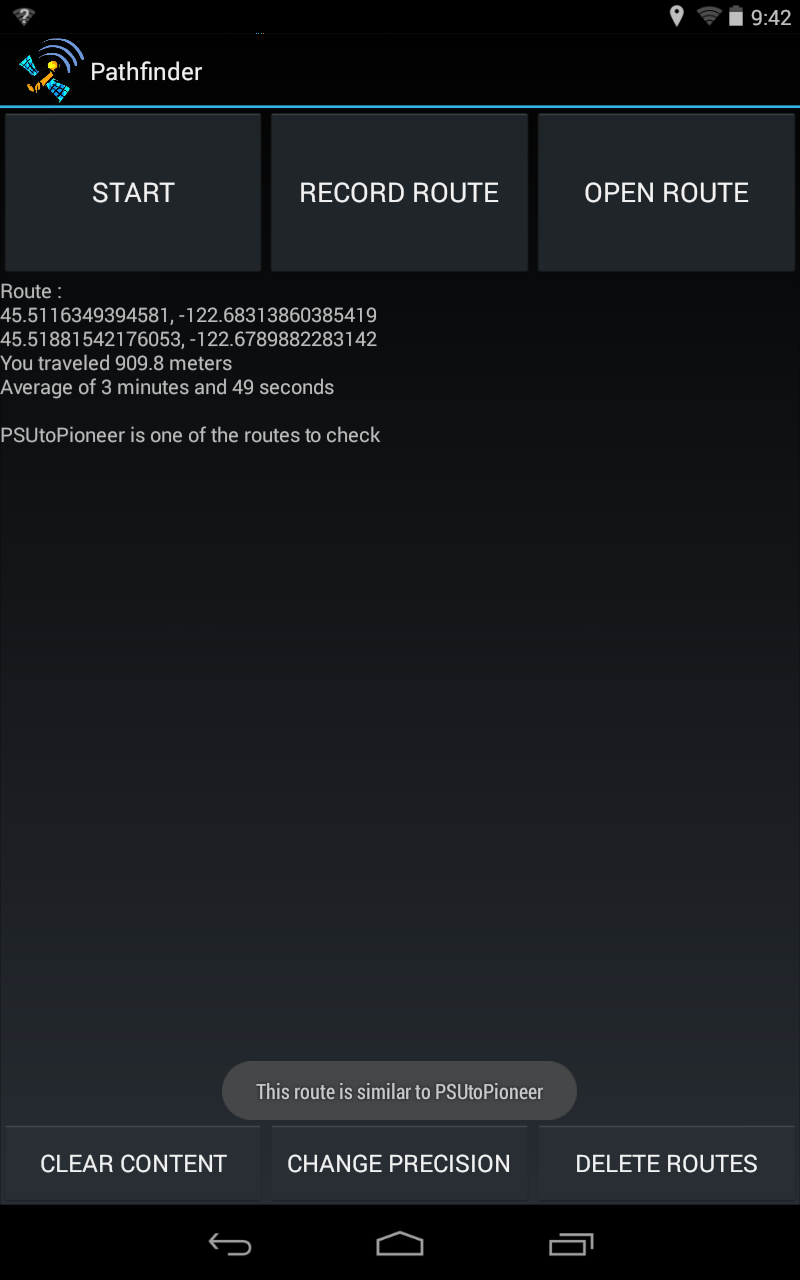 9:42
Pathfinder
START
RECORD ROUTE
OPEN ROUTE
Route :
45.5116349394581, -122.68313860385419
45.51881542176053, -122.6789882283142
You traveled 909.8 meters
Average of 3 minutes and 49 seconds
PSUtoPioneer is one of the routes to check
This route is similar to PSUtoPioneer
CLEAR CONTENT
CHANGE PRECISION
DELETE ROUTES